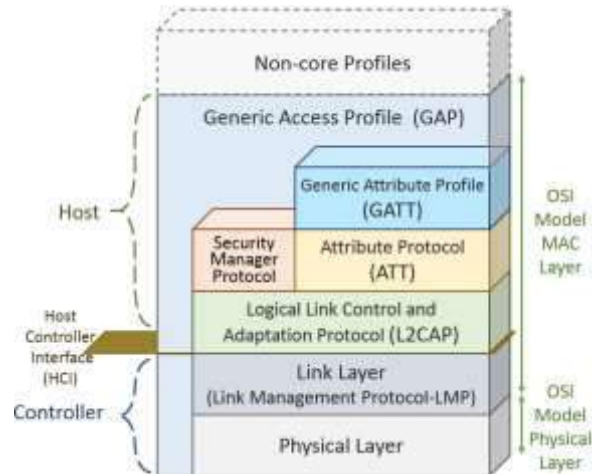 Non-core Profiles
Generic Access Profile (GAP)
Generic Attribute Profile
(GATT)
Host
Security
Manager
Protocol
Attribute Protocol
(ATT)
OSI
Model
MAC
Layer
Logical Link Control and
Adaptation Protocol (L2CAP)
Host
Controller
Interface
(HCI)
Link Layer
(Link Management Protocol-LMP)
Controller
Physical Layer
OSI
Model
Physical
Layer